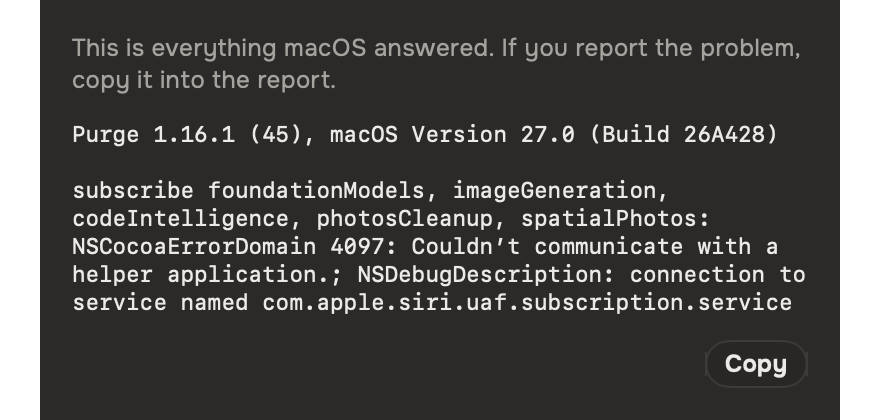 This is everything macOS answered. If you report the problem,
copy it into the report.
Purge 1.16.1 (45), macOS Version 27.0 (Build 26A428)
subscribe foundationModels, imageGeneration,
codeIntelligence, photosCleanup, spatialPhotos:
NSCocoaErrorDomain 4097: Couldn’t communicate with a
helper application.; NSDebugDescription: connection to
service named com.apple.siri.uaf.subscription.service
Copy